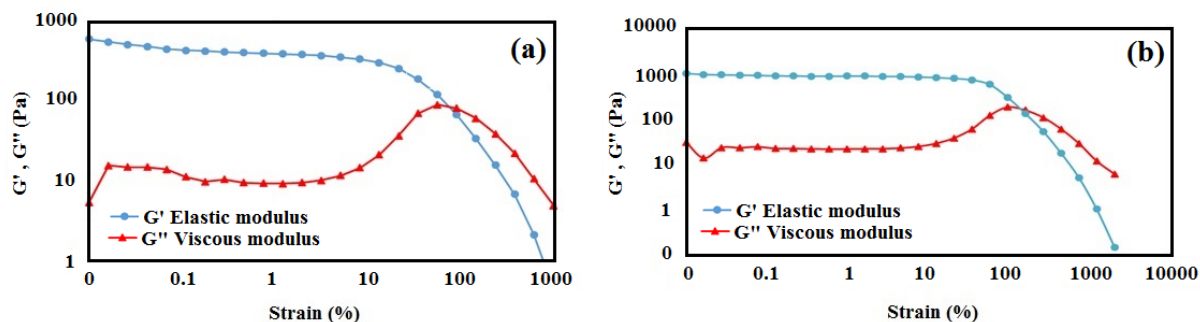 1000
100
10
1
G' , G'' (Pa)
(a)
G' Elastic modulus
G'' Viscous modulus
0 0.1 1 10 100 1000
Strain (%)
10000
1000
100
10
1
0
G' , G'' (Pa)
(b)
G' Elastic modulus
G'' Viscous modulus
0 0.1 1 10 100 1000 10000
Strain (%)